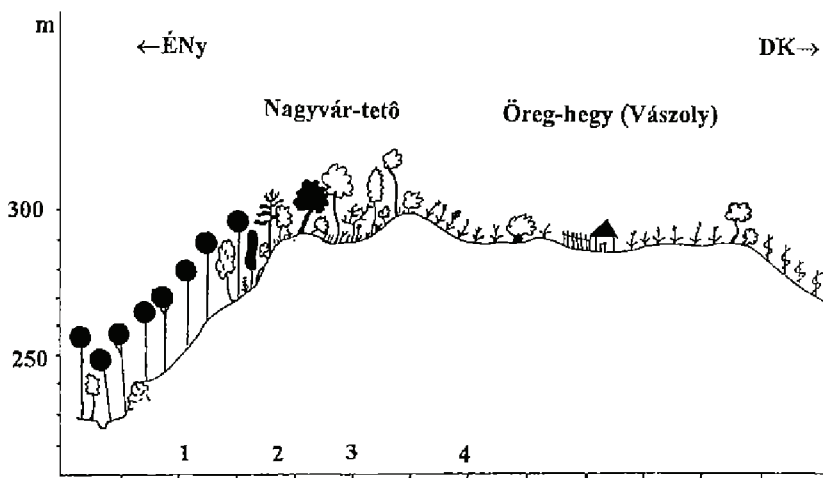 m
←ÉNy
DK→
Nagyvár-tetô
Öreg-hegy (Vászoly)
300
250
1 2 3 4